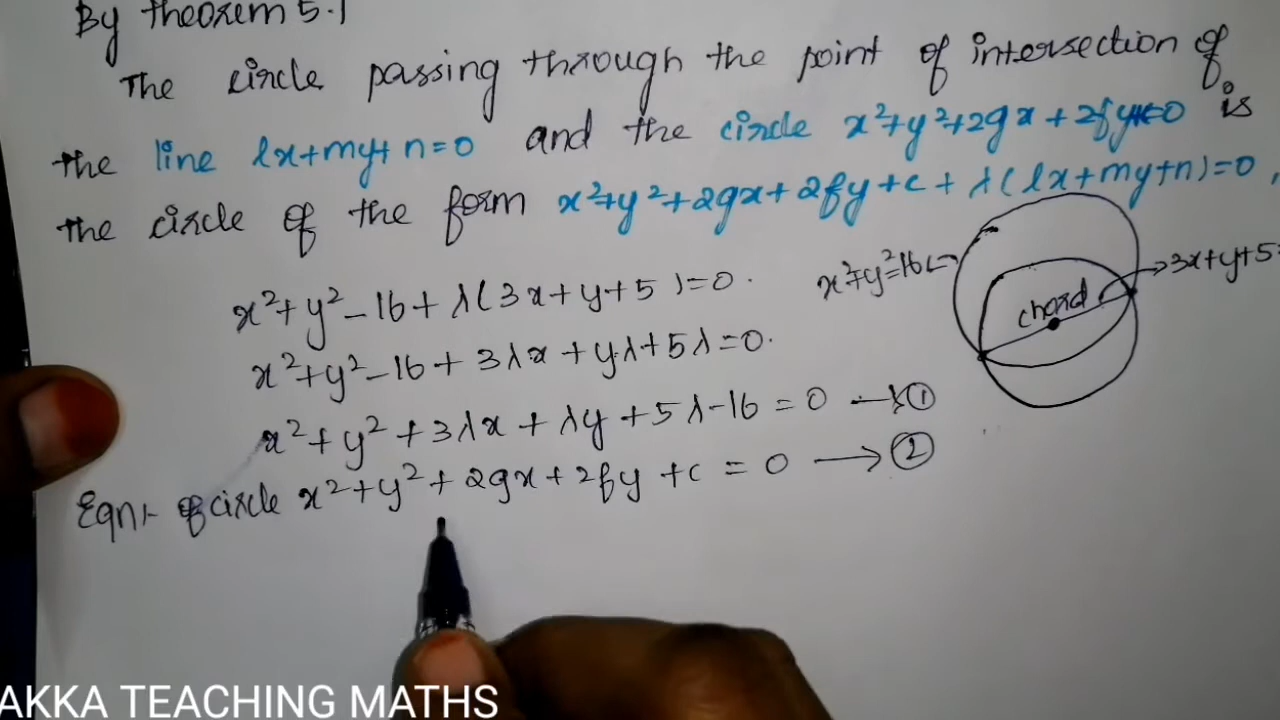 By theorem 5.1
The circle passing through the point of intersection of
the line lx+my+n=0 and the circle x²+y²+2gx+2fy+c=0 is
the circle of the form x²+y²+2gx+2fy+c+λ(lx+my+n)=0,
x²+y²=16 ← chord → 3x+y+5=
x²+y²-16+λ(3x+y+5)=0.
x²+y²-16+3λx+yλ+5λ=0.
x²+y²+3λx+λy+5λ-16=0 → ①
Eqn:- of circle x²+y²+2gx+2fy+c=0 → ②
AKKA TEACHING MATHS